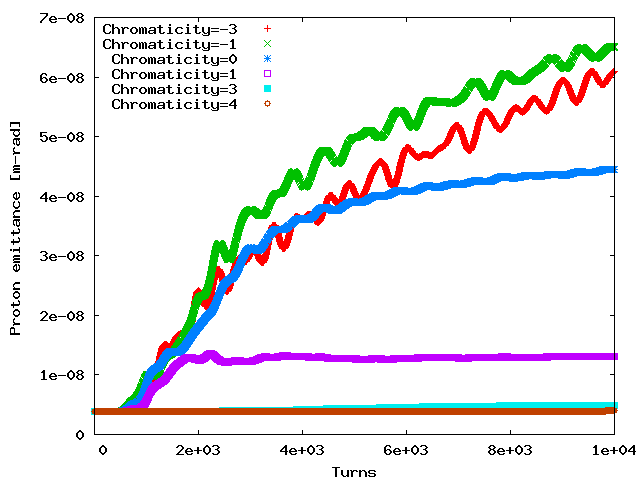 7e-08
6e-08
5e-08
4e-08
3e-08
2e-08
1e-08
0
Proton emittance [m-rad]
Chromaticity=-3
Chromaticity=-1
Chromaticity=0
Chromaticity=1
Chromaticity=3
Chromaticity=4
0 2e+03 4e+03 6e+03 8e+03 1e+04
Turns